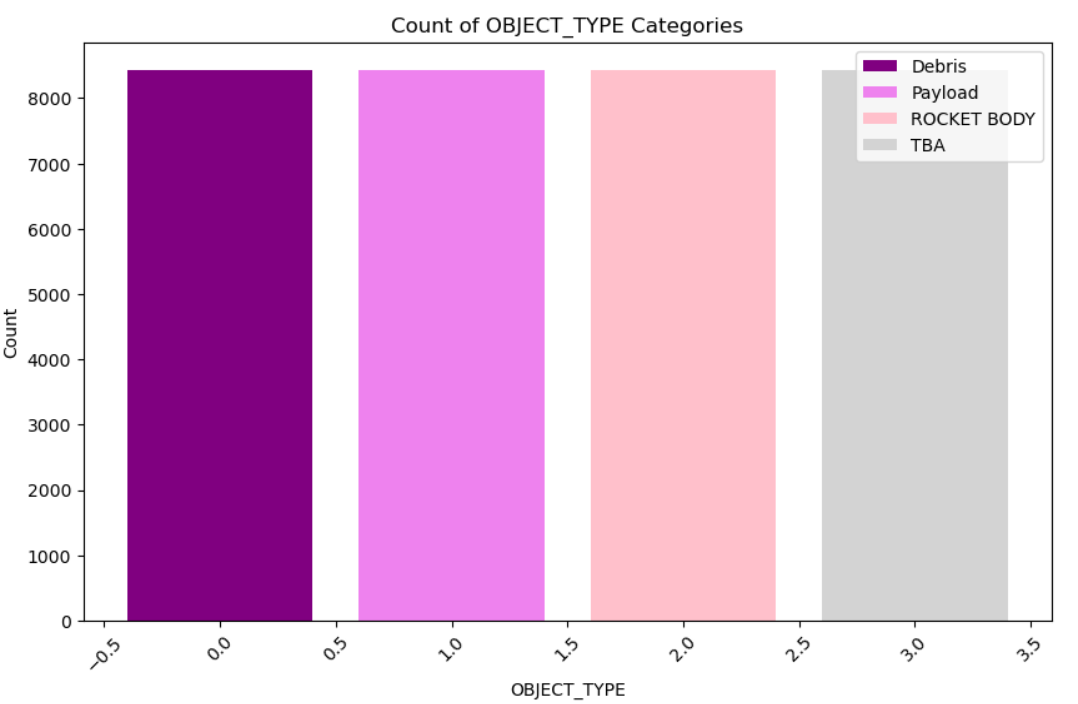 Count of OBJECT_TYPE Categories
Debris
Payload
ROCKET BODY
TBA
8000
7000
6000
5000
4000
3000
2000
1000
0
Count
−0.5
0.0
0.5
1.0
1.5
2.0
2.5
3.0
3.5
OBJECT_TYPE